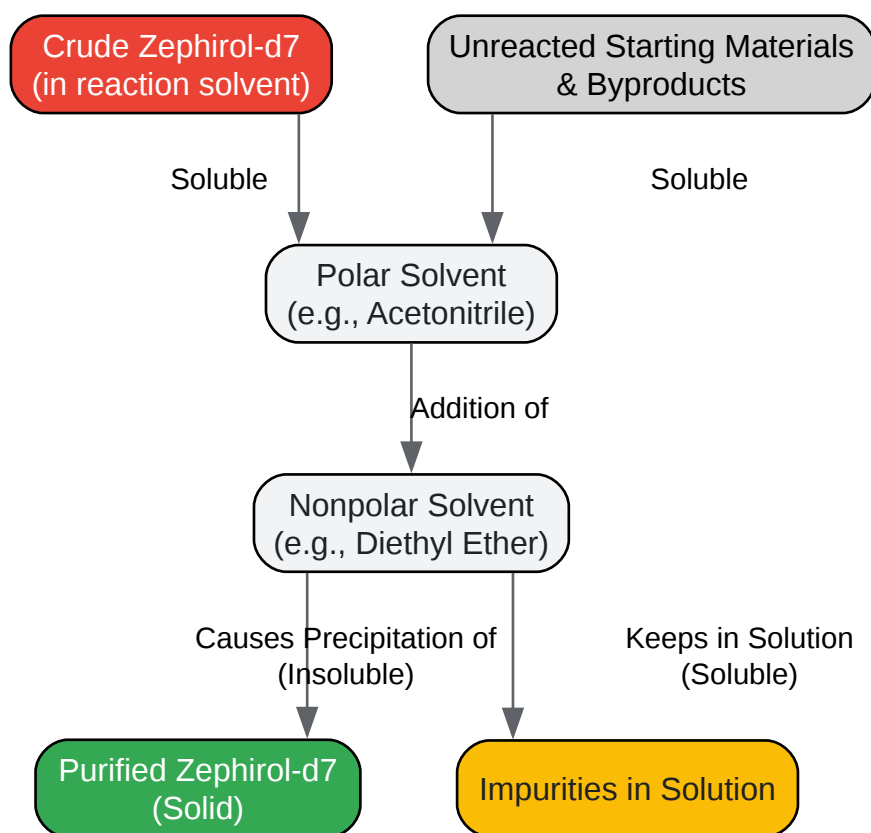 Crude Zephirol-d7
(in reaction solvent)
Unreacted Starting Materials
& Byproducts
Soluble
Soluble
Polar Solvent
(e.g., Acetonitrile)
Addition of
Nonpolar Solvent
(e.g., Diethyl Ether)
Causes Precipitation of
(Insoluble)
Keeps in Solution
(Soluble)
Purified Zephirol-d7
(Solid)
Impurities in Solution